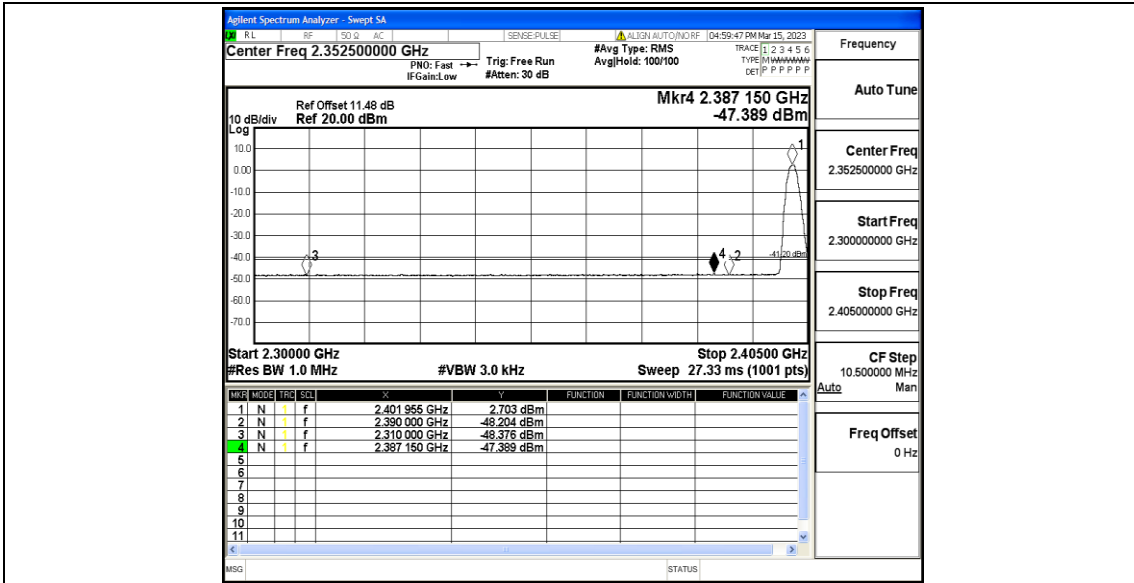 Agilent Spectrum Analyzer - Swept SA
RL RF 50 Ω AC SENSE:PULSE ALIGN AUTO/NO RF 04:59:47 PM Mar 15, 2023
Center Freq 2.352500000 GHz
PNO: Fast
IFGain:Low
Trig: Free Run
#Atten: 30 dB
#Avg Type: RMS
Avg|Hold: 100/100
TRACE 1 2 3 4 5 6
TYPE M WWWWW
DET P P P P P P
Mkr4 2.387 150 GHz
-47.389 dBm
Ref Offset 11.48 dB
10 dB/div Ref 20.00 dBm
Log
10.0
0.00
-10.0
-20.0
-30.0
-40.0
-50.0
-60.0
-70.0
1
3
4
2
-41.20 dBm
Start 2.30000 GHz Stop 2.40500 GHz
#Res BW 1.0 MHz #VBW 3.0 kHz Sweep 27.33 ms (1001 pts)
MKR MODE TRC SCL X Y FUNCTION FUNCTION WIDTH FUNCTION VALUE
1 N 1 f 2.401 955 GHz 2.703 dBm
2 N 1 f 2.390 000 GHz -48.204 dBm
3 N 1 f 2.310 000 GHz -48.376 dBm
4 N 1 f 2.387 150 GHz -47.389 dBm
5
6
7
8
9
10
11
MSG STATUS
Frequency
Auto Tune
Center Freq
2.352500000 GHz
Start Freq
2.300000000 GHz
Stop Freq
2.405000000 GHz
CF Step
10.500000 MHz
Auto Man
Freq Offset
0 Hz